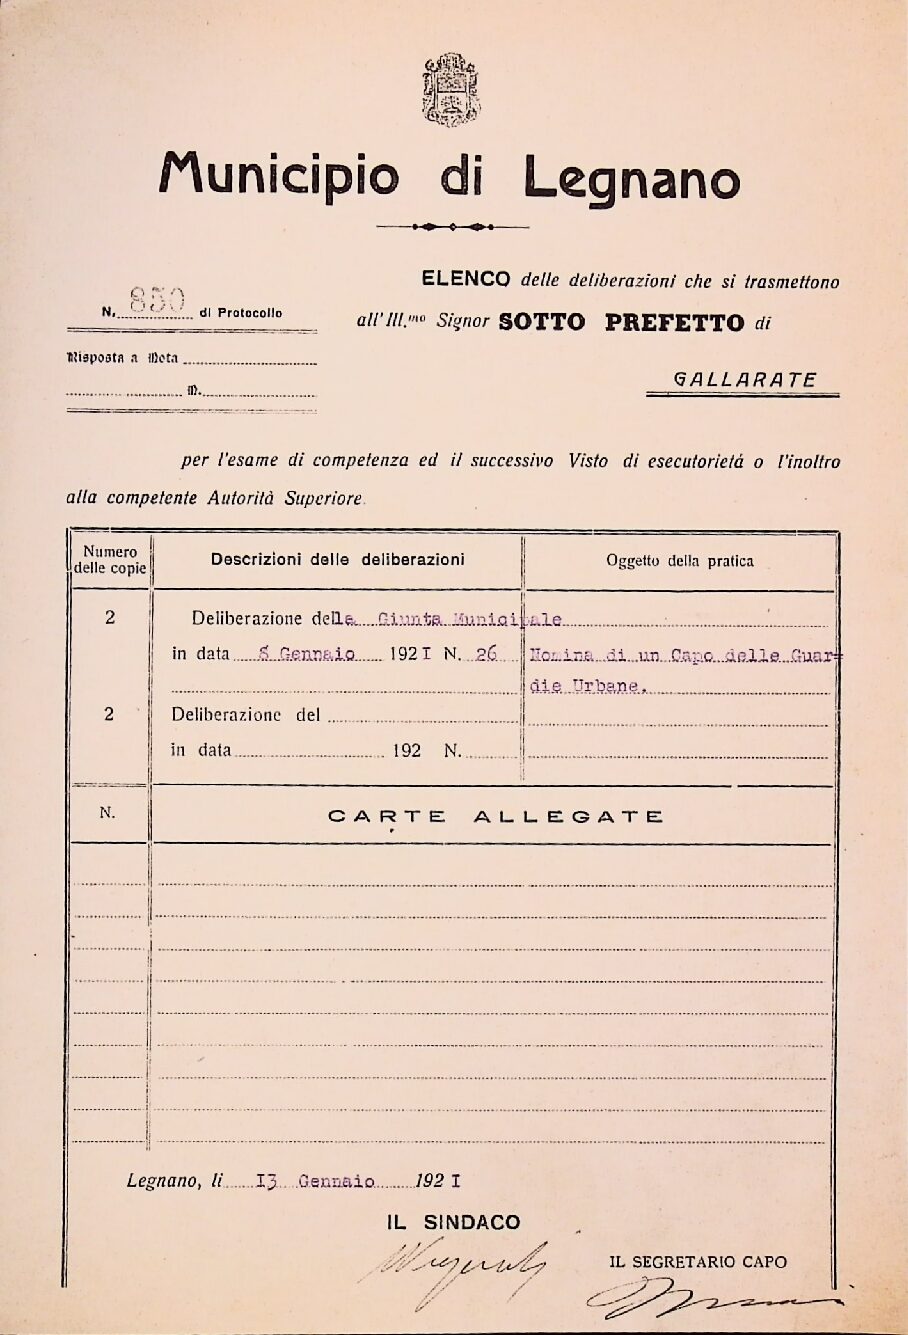 Municipio di Legnano
N. 850 di Protocollo
Risposta a Nota
N.
ELENCO delle deliberazioni che si trasmettono
all' Ill.mo Signor SOTTO PREFETTO di
GALLARATE
per l'esame di competenza ed il successivo Visto di esecutorietá o l'inoltro
alla competente Autorità Superiore.
Numero
delle copie
Descrizioni delle deliberazioni
Oggetto della pratica
2
Deliberazione della Giunta Municipale
in data 8 Gennaio 192I N. 26
Nomina di un Capo delle Guar=
die Urbane.
2
Deliberazione del
in data 192 N.
N.
CARTE ALLEGATE
Legnano, li I3 Gennaio 192 I
IL SINDACO
IL SEGRETARIO CAPO